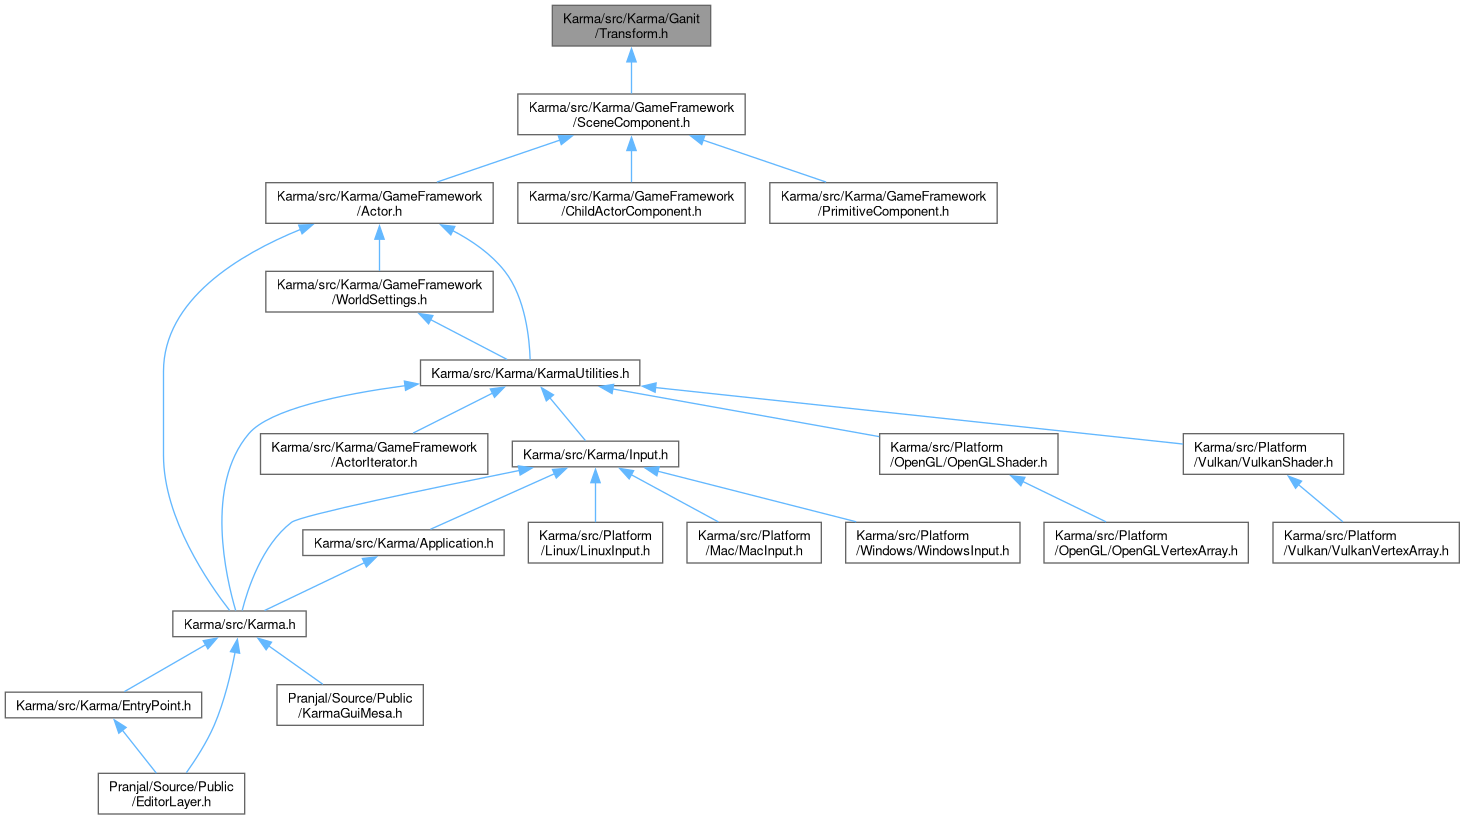 Karma/src/Karma/Ganit
/Transform.h
Karma/src/Karma/GameFramework
/SceneComponent.h
Karma/src/Karma/GameFramework
/Actor.h
Karma/src/Karma/GameFramework
/ChildActorComponent.h
Karma/src/Karma/GameFramework
/PrimitiveComponent.h
Karma/src/Karma/GameFramework
/WorldSettings.h
Karma/src/Karma/KarmaUtilities.h
Karma/src/Karma/GameFramework
/ActorIterator.h
Karma/src/Karma/Input.h
Karma/src/Platform
/OpenGL/OpenGLShader.h
Karma/src/Platform
/Vulkan/VulkanShader.h
Karma/src/Karma/Application.h
Karma/src/Platform
/Linux/LinuxInput.h
Karma/src/Platform
/Mac/MacInput.h
Karma/src/Platform
/Windows/WindowsInput.h
Karma/src/Platform
/OpenGL/OpenGLVertexArray.h
Karma/src/Platform
/Vulkan/VulkanVertexArray.h
Karma/src/Karma.h
Karma/src/Karma/EntryPoint.h
Pranjal/Source/Public
/KarmaGuiMesa.h
Pranjal/Source/Public
/EditorLayer.h